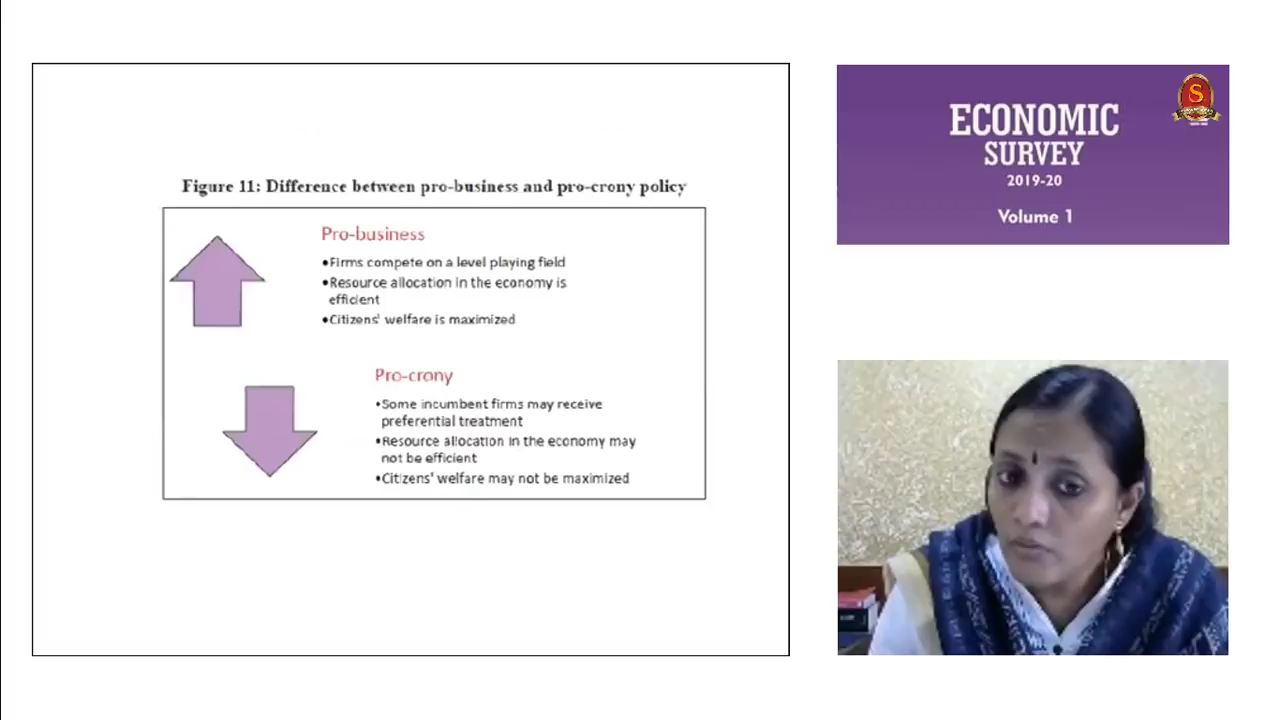 Figure 11: Difference between pro-business and pro-crony policy
Pro-business
•Firms compete on a level playing field
•Resource allocation in the economy is
efficient
•Citizens' welfare is maximized
Pro-crony
•Some incumbent firms may receive
preferential treatment
•Resource allocation in the economy may
not be efficient
•Citizens' welfare may not be maximized
ECONOMIC
SURVEY
2019-20
Volume 1
S